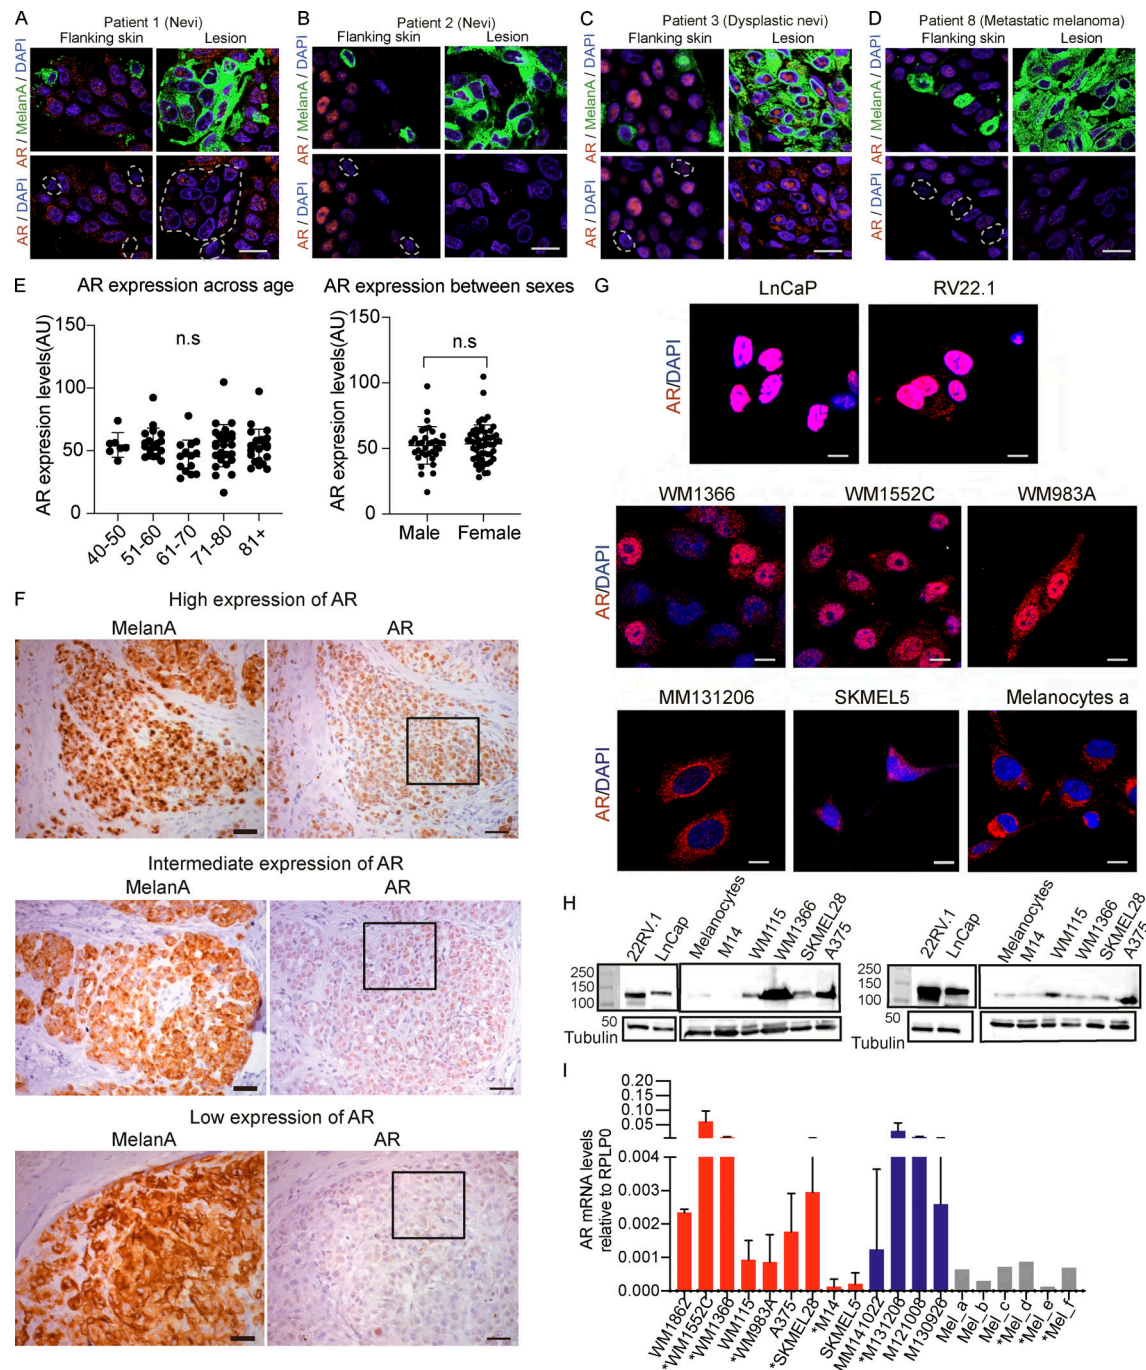 A
Patient 1 (Nevi)
Flanking skin
Lesion
AR / MelanA / DAPI
AR / DAPI
B
Patient 2 (Nevi)
Flanking skin
Lesion
AR / MelanA / DAPI
AR / DAPI
C
Patient 3 (Dysplastic nevi)
Flanking skin
Lesion
AR / MelanA / DAPI
AR / DAPI
D
Patient 8 (Metastatic melanoma)
Flanking skin
Lesion
AR / MelanA / DAPI
AR / DAPI
E
AR expression across age
AR expression levels(AU)
150
100
50
0
n.s
40-50
51-60
61-70
71-80
81+
AR expression between sexes
AR expression levels(AU)
150
100
50
0
n.s
Male
Female
F
High expression of AR
MelanA
AR
Intermediate expression of AR
MelanA
AR
Low expression of AR
MelanA
AR
G
LnCaP
RV22.1
AR/DAPI
WM1366
WM1552C
WM983A
AR/DAPI
MM131206
SKMEL5
Melanocytes a
AR/DAPI
H
22RV.1
LnCap
Melanocytes
M14
WM115
WM1366
SKMEL28
A375
250
150
100
50
Tubulin
22RV.1
LnCap
Melanocytes
M14
WM115
WM1366
SKMEL28
A375
250
150
100
50
Tubulin
I
AR mRNA levels
relative to RPLP0
0.20
0.15
0.10
0.05
0.004
0.003
0.002
0.001
0.000
WM1862
*WM1552C
*WM1366
WM115
*WM983A
A375
*SKMEL28
*M14
SKMEL5
MM141022
*M131206
M121008
M130928
Mel_a
Mel_b
Mel_c
*Mel_d
*Mel_e
*Mel_f